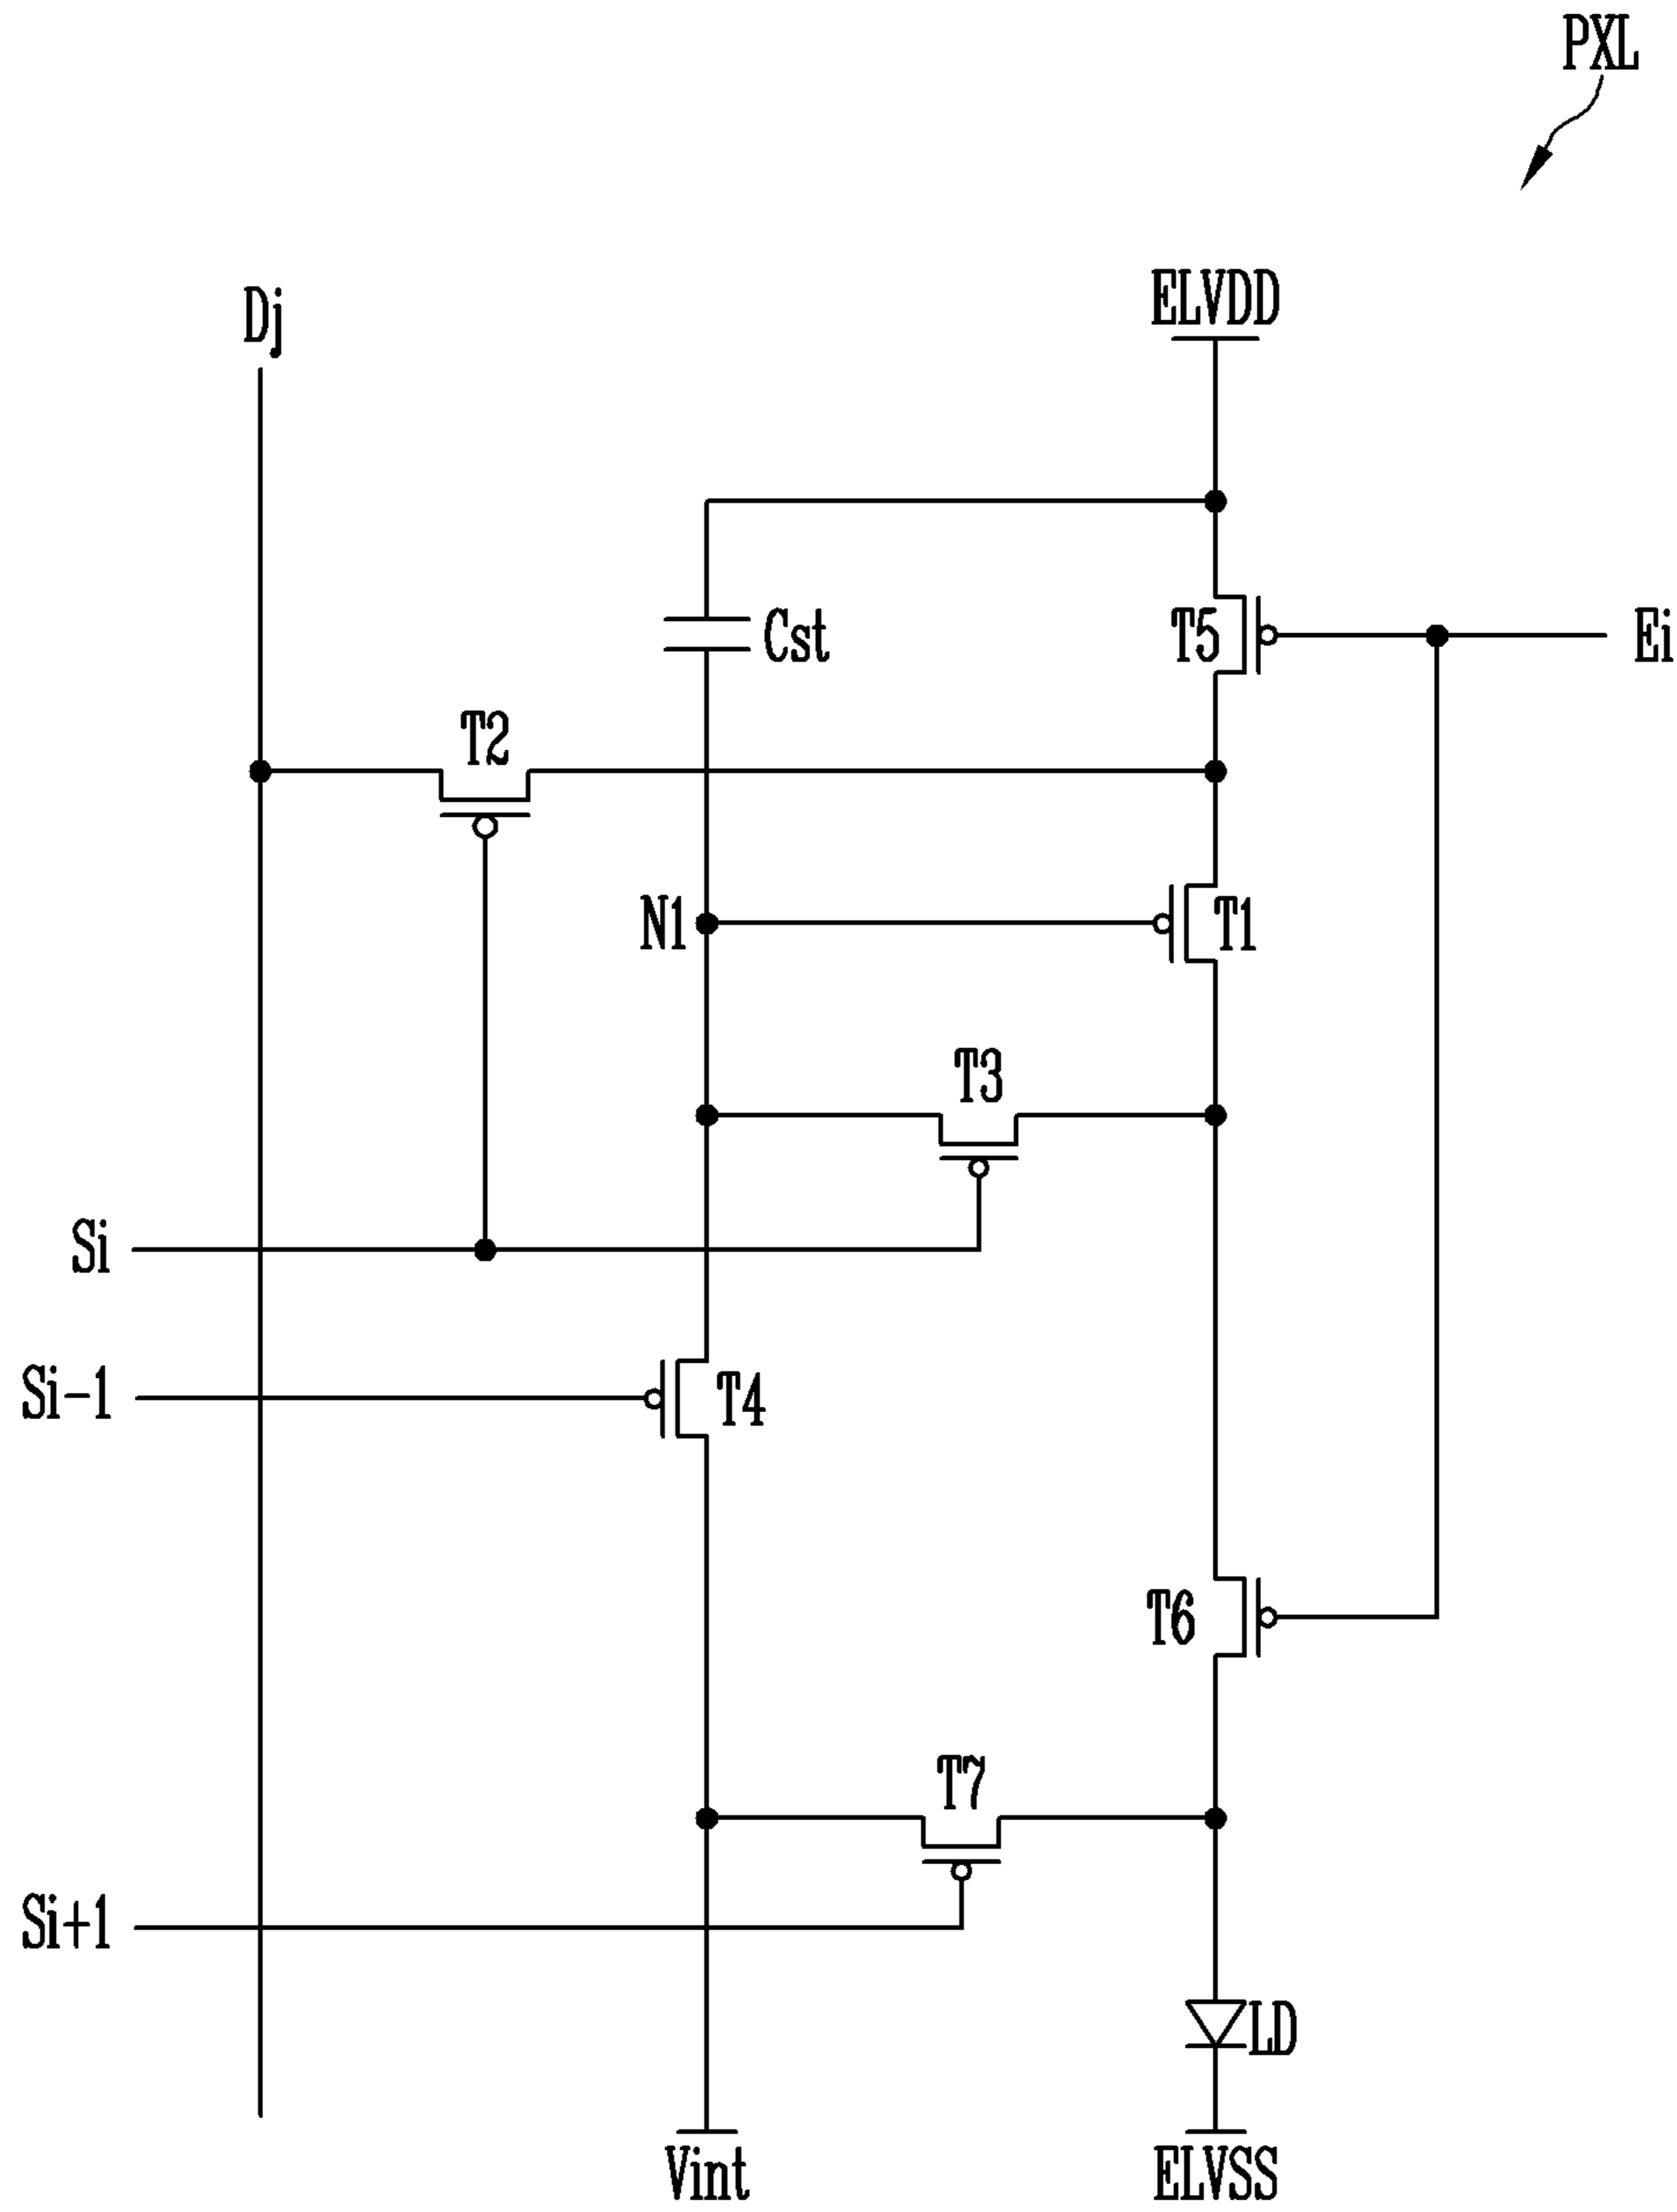 PXL
Dj
ELVDD
Cst
T5
Ei
T2
N1
T1
T3
Si
Si-1
T4
T6
T7
Si+1
LD
Vint
ELVSS